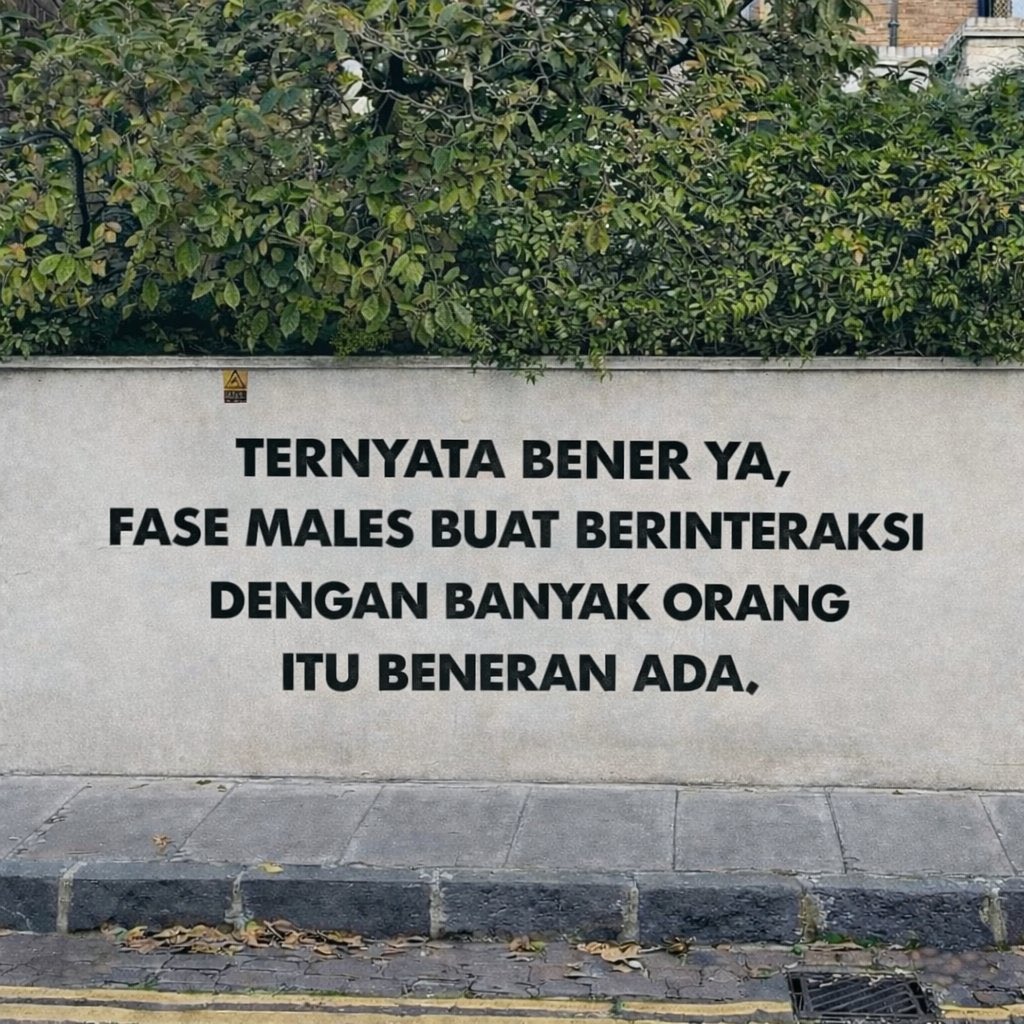 TERNYATA BENER YA,
FASE MALES BUAT BERINTERAKSI
DENGAN BANYAK ORANG
ITU BENERAN ADA.